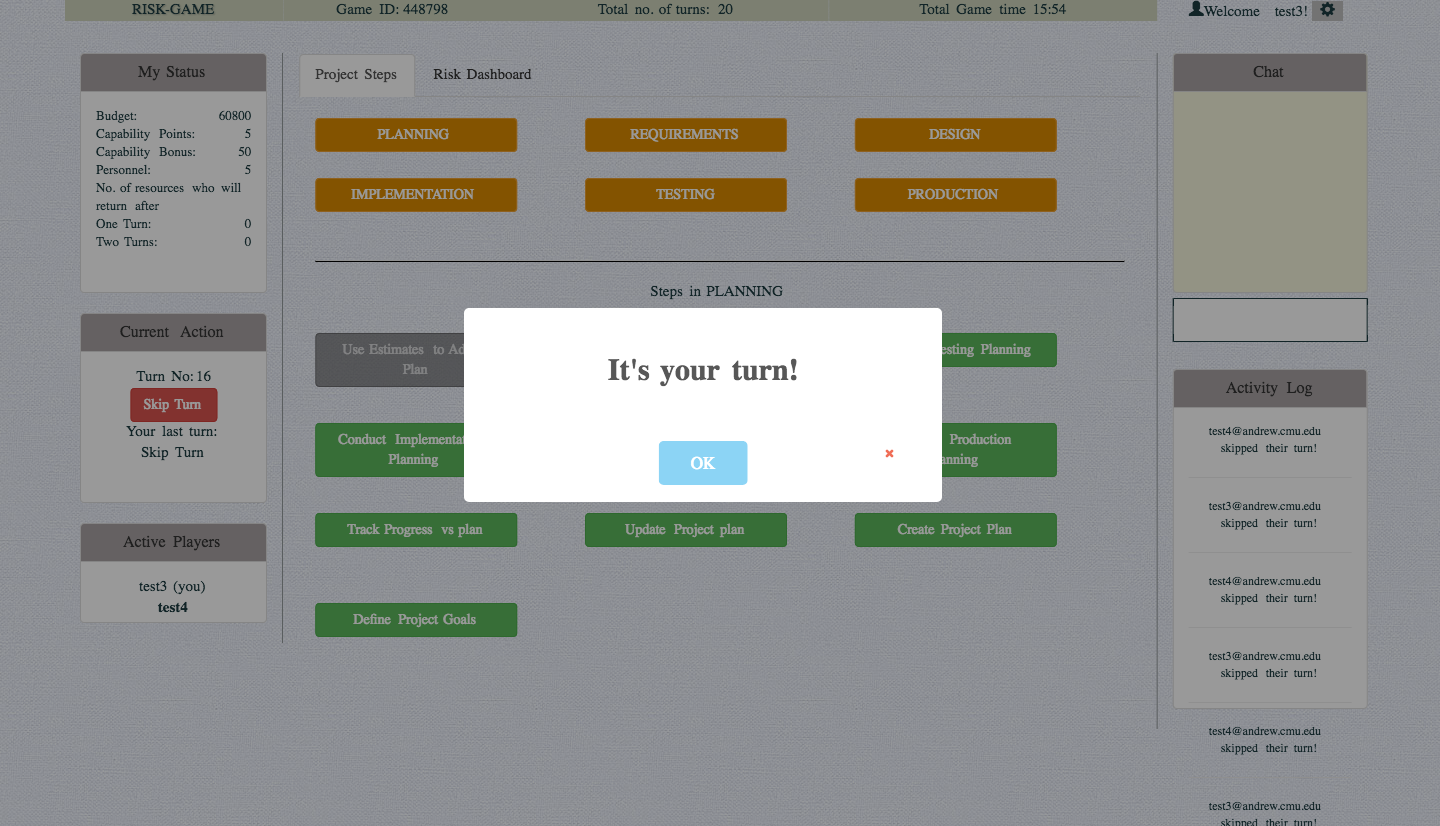 RISK-GAME
Game ID: 448798
Total no. of turns: 20
Total Game time 15:54
Welcome test3!
My Status
Budget: 60800
Capability Points: 5
Capability Bonus: 50
Personnel: 5
No. of resources who will
return after
One Turn: 0
Two Turns: 0
Current Action
Turn No: 16
Skip Turn
Your last turn:
Skip Turn
Active Players
test3 (you)
test4
Project Steps
Risk Dashboard
PLANNING
REQUIREMENTS
DESIGN
IMPLEMENTATION
TESTING
PRODUCTION
Steps in PLANNING
Use Estimates to Ad
Plan
esting Planning
Conduct Implementat
Planning
Production
anning
It's your turn!
OK
Track Progress vs plan
Update Project plan
Create Project Plan
Define Project Goals
Chat
Activity Log
test4@andrew.cmu.edu
skipped their turn!
test3@andrew.cmu.edu
skipped their turn!
test4@andrew.cmu.edu
skipped their turn!
test3@andrew.cmu.edu
skipped their turn!
test4@andrew.cmu.edu
skipped their turn!
test3@andrew.cmu.edu
skipped their turn!